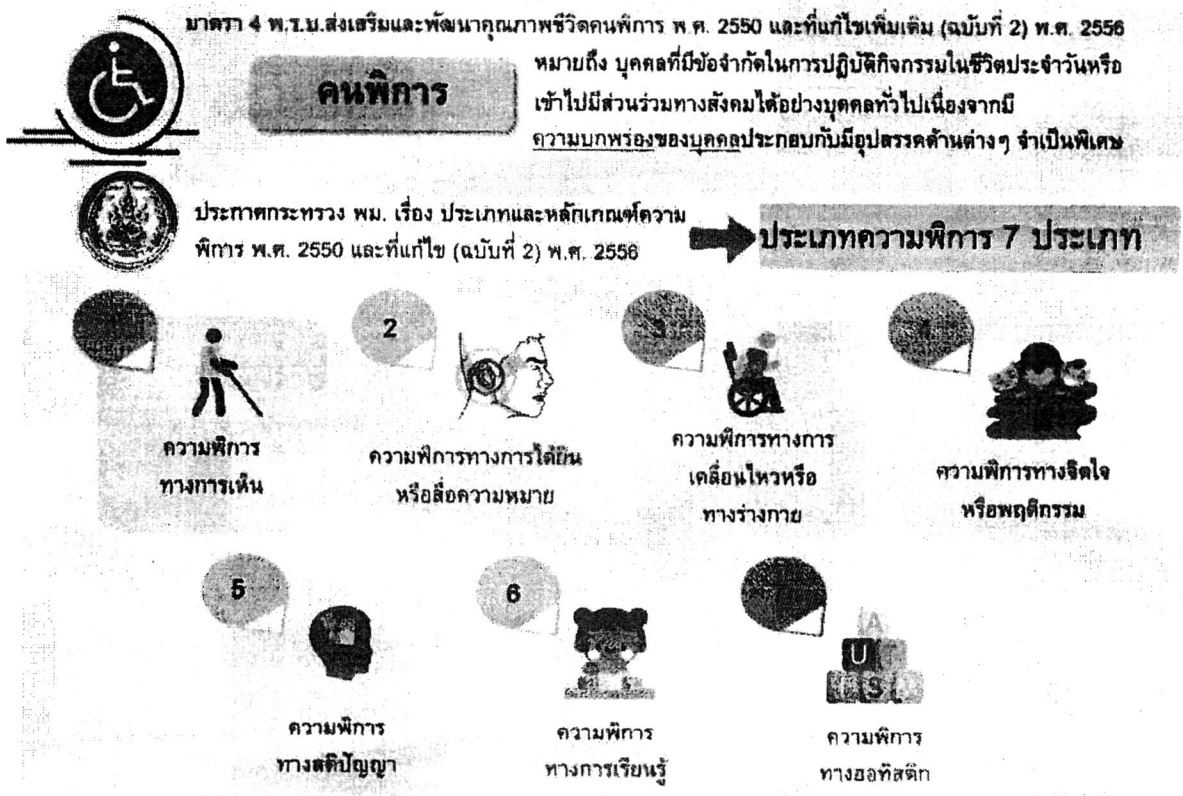 มาตรา 4 พ.ร.บ.ส่งเสริมและพัฒนาคุณภาพชีวิตคนพิการ พ.ศ. 2550 และที่แก้ไขเพิ่มเติม (ฉบับที่ 2) พ.ศ. 2556
คนพิการ
หมายถึง บุคคลที่มีข้อจำกัดในการปฏิบัติกิจกรรมในชีวิตประจำวันหรือ
เข้าไปมีส่วนร่วมทางสังคมได้อย่างบุคคลทั่วไปเนื่องจากมี
ความบกพร่องของบุคคลประกอบกับมีอุปสรรคด้านต่างๆ จำเป็นพิเศษ
ประกาศกระทรวง พม. เรื่อง ประเภทและหลักเกณฑ์ความ
พิการ พ.ศ. 2550 และที่แก้ไข (ฉบับที่ 2) พ.ศ. 2556
ประเภทความพิการ 7 ประเภท
1
ความพิการ
ทางการเห็น
2
ความพิการทางการได้ยิน
หรือสื่อความหมาย
3
ความพิการทางการ
เคลื่อนไหวหรือ
ทางร่างกาย
4
ความพิการทางจิตใจ
หรือพฤติกรรม
5
ความพิการ
ทางสติปัญญา
6
ความพิการ
ทางการเรียนรู้
A
U
S
ความพิการ
ทางออทิสติก